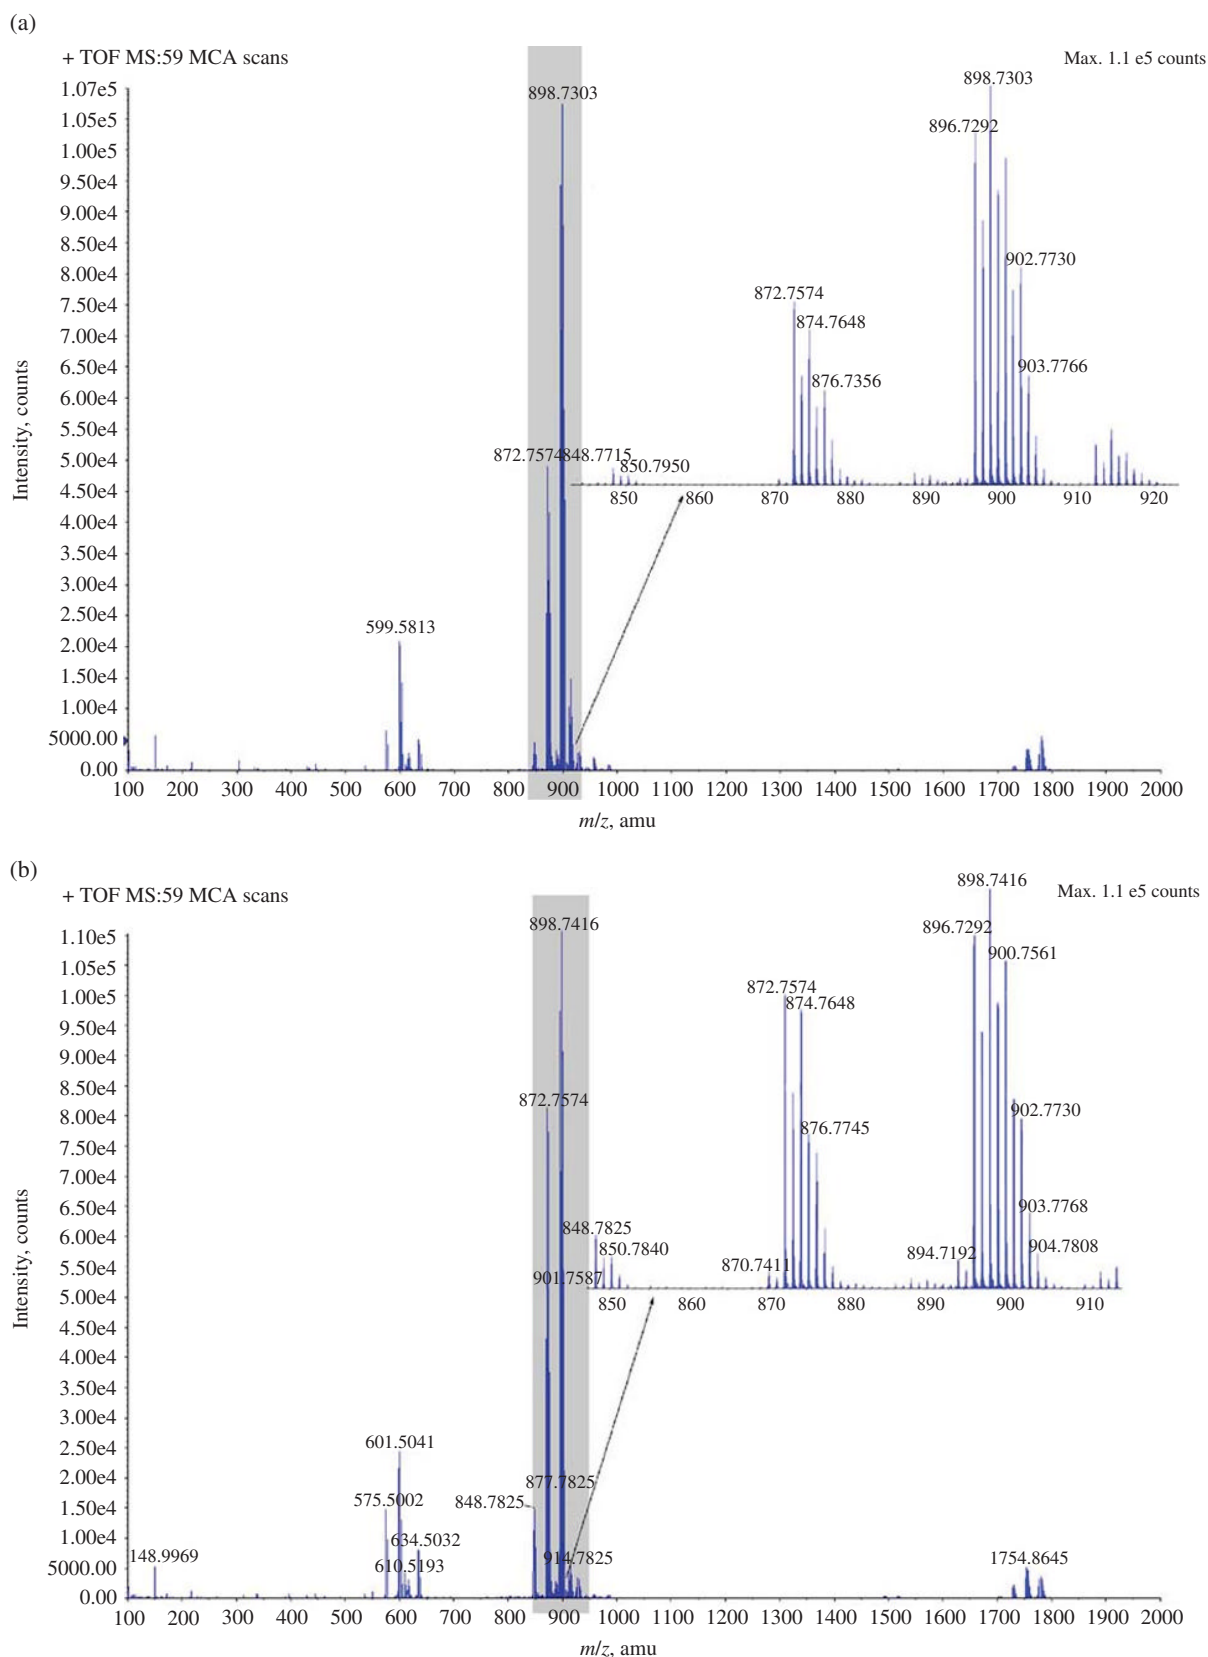 (a)
+ TOF MS:59 MCA scans
Max. 1.1 e5 counts
1.07e5
1.05e5
1.00e5
9.50e4
9.00e4
8.50e4
8.00e4
7.50e4
7.00e4
6.50e4
6.00e4
5.50e4
5.00e4
4.50e4
4.00e4
3.50e4
3.00e4
2.50e4
2.00e4
1.50e4
1.00e4
5000.00
0.00
Intensity, counts
898.7303
872.7574
599.5813
898.7303
896.7292
902.7730
872.7574
874.7648
903.7766
876.7356
848.7715
850.7950
850 860 870 880 890 900 910 920
100 200 300 400 500 600 700 800 900 1000 1100 1200 1300 1400 1500 1600 1700 1800 1900 2000
m/z, amu
(b)
+ TOF MS:59 MCA scans
Max. 1.1 e5 counts
1.10e5
1.05e5
1.00e5
9.50e4
9.00e4
8.50e4
8.00e4
7.50e4
7.00e4
6.50e4
6.00e4
5.50e4
5.00e4
4.50e4
4.00e4
3.50e4
3.00e4
2.50e4
2.00e4
1.50e4
1.00e4
5000.00
0.00
Intensity, counts
898.7416
872.7574
901.7587
601.5041
877.7825
575.5002
848.7825
634.5032
148.9969
610.5193
914.7825
1754.8645
898.7416
896.7292
900.7561
872.7574
874.7648
902.7730
876.7745
903.7768
848.7825
850.7840
870.7411
894.7192
904.7808
850 860 870 880 890 900 910
100 200 300 400 500 600 700 800 900 1000 1100 1200 1300 1400 1500 1600 1700 1800 1900 2000
m/z, amu